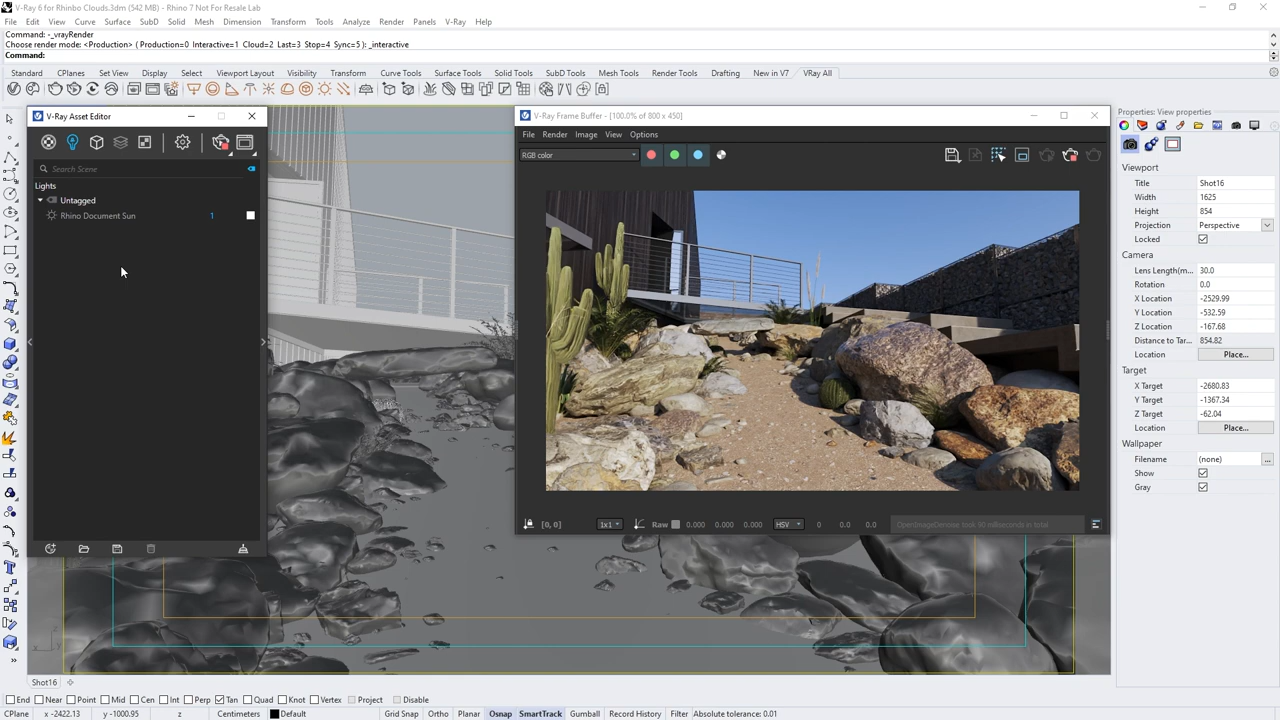 V-Ray 6 for Rhinbo Clouds.3dm (542 MB) - Rhino 7 Not For Resale Lab
File Edit View Curve Surface SubD Solid Mesh Dimension Transform Tools Analyze Render Panels V-Ray Help
Command: -_vrayRender
Choose render mode: <Production> ( Production=0 Interactive=1 Cloud=2 Last=3 Stop=4 Sync=5 ): _interactive
Command:
Standard CPlanes Set View Display Select Viewport Layout Visibility Transform Curve Tools Surface Tools Solid Tools SubD Tools Mesh Tools Render Tools Drafting New in V7 VRay All
V-Ray Asset Editor
Search Scene
Lights
Untagged
Rhino Document Sun 1
V-Ray Frame Buffer - [100.0% of 800 x 450]
File Render Image View Options
RGB color
[0, 0] 1x1 Raw 0.000 0.000 0.000 HSV 0 0.0 0.0 OpenImageDenoise took 90 milliseconds in total
Properties: View properties
Viewport
Title Shot16
Width 1625
Height 854
Projection Perspective
Locked
Camera
Lens Length(m... 30.0
Rotation 0.0
X Location -2529.99
Y Location -532.59
Z Location -167.68
Distance to Tar... 854.82
Location Place...
Target
X Target -2680.83
Y Target -1367.34
Z Target -62.04
Location Place...
Wallpaper
Filename (none) ...
Show
Gray
Shot16
End Near Point Mid Cen Int Perp Tan Quad Knot Vertex Project Disable
CPlane x -2422.13 y -1000.95 z Centimeters Default Grid Snap Ortho Planar Osnap SmartTrack Gumball Record History Filter Absolute tolerance: 0.01